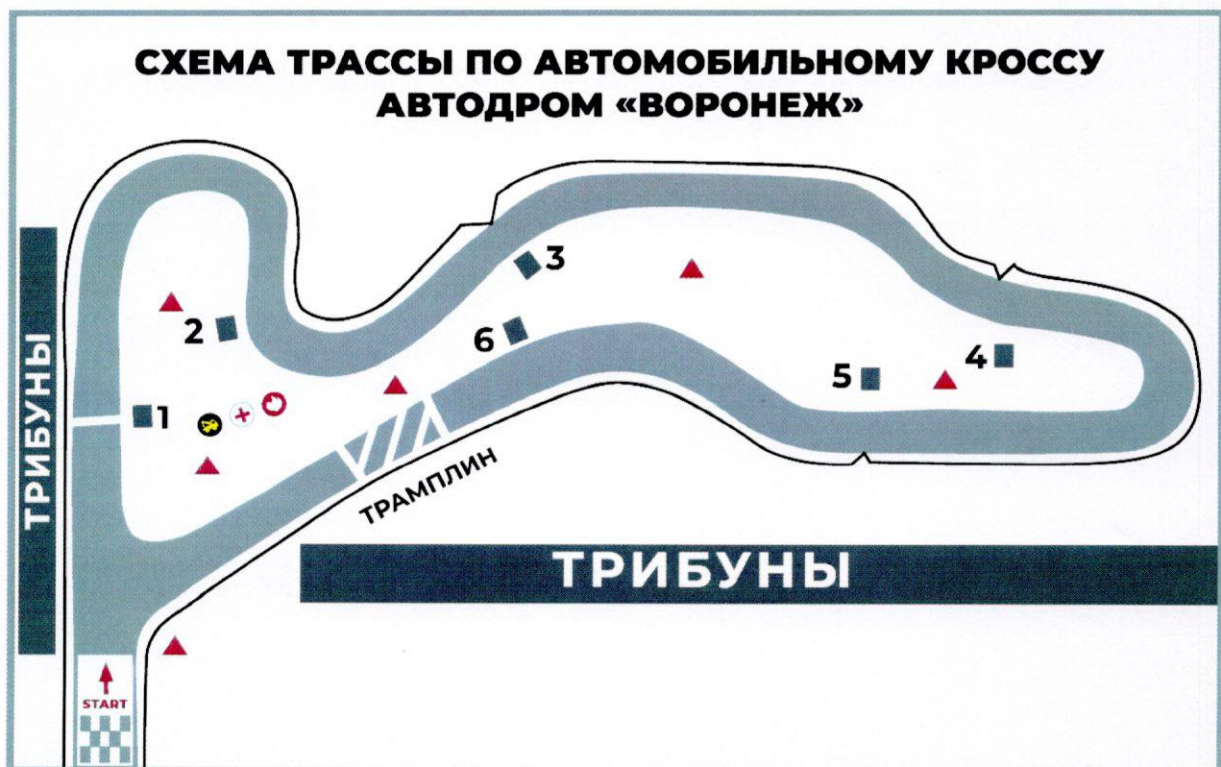 СХЕМА ТРАССЫ ПО АВТОМОБИЛЬНОМУ КРОССУ
АВТОДРОМ «ВОРОНЕЖ»
3
2
6
4
5
1
ТРИБУНЫ
ТРАМПЛИН
ТРИБУНЫ
START